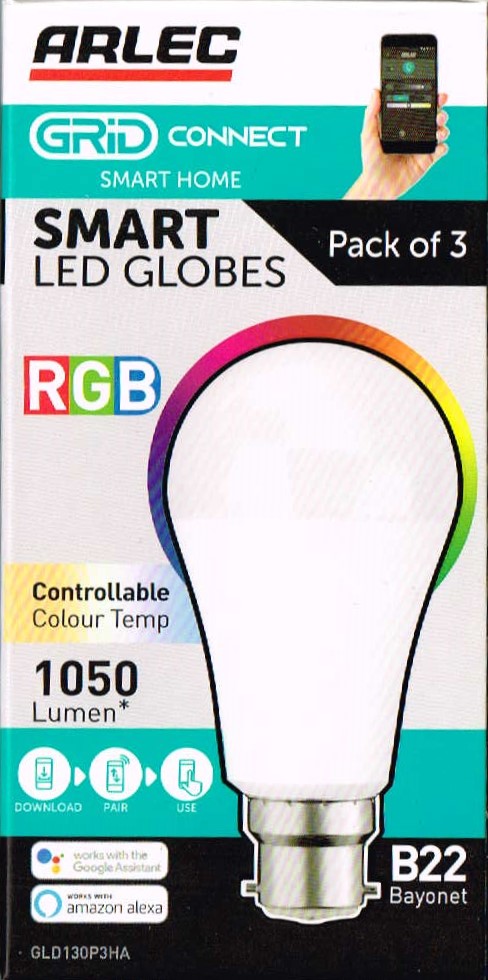 ARLEC
GRID CONNECT
SMART HOME
SMART
LED GLOBES
Pack of 3
RGB
Controllable
Colour Temp
1050
Lumen*
DOWNLOAD PAIR USE
works with the
Google Assistant
WORKS WITH
amazon alexa
B22
Bayonet
GLD130P3HA